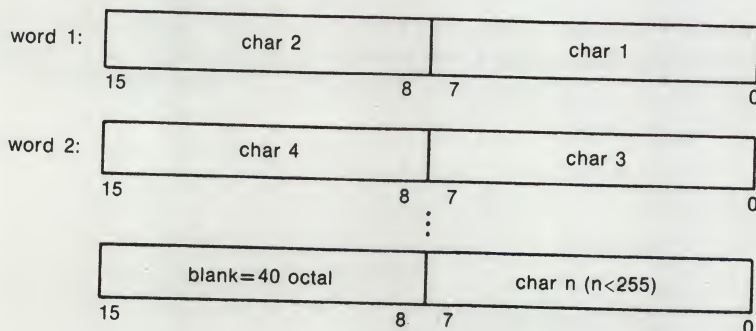 word 1: char 2 char 1
15 8 7 0
word 2: char 4 char 3
15 8 7 0
blank=40 octal char n (n<255)
15 8 7 0